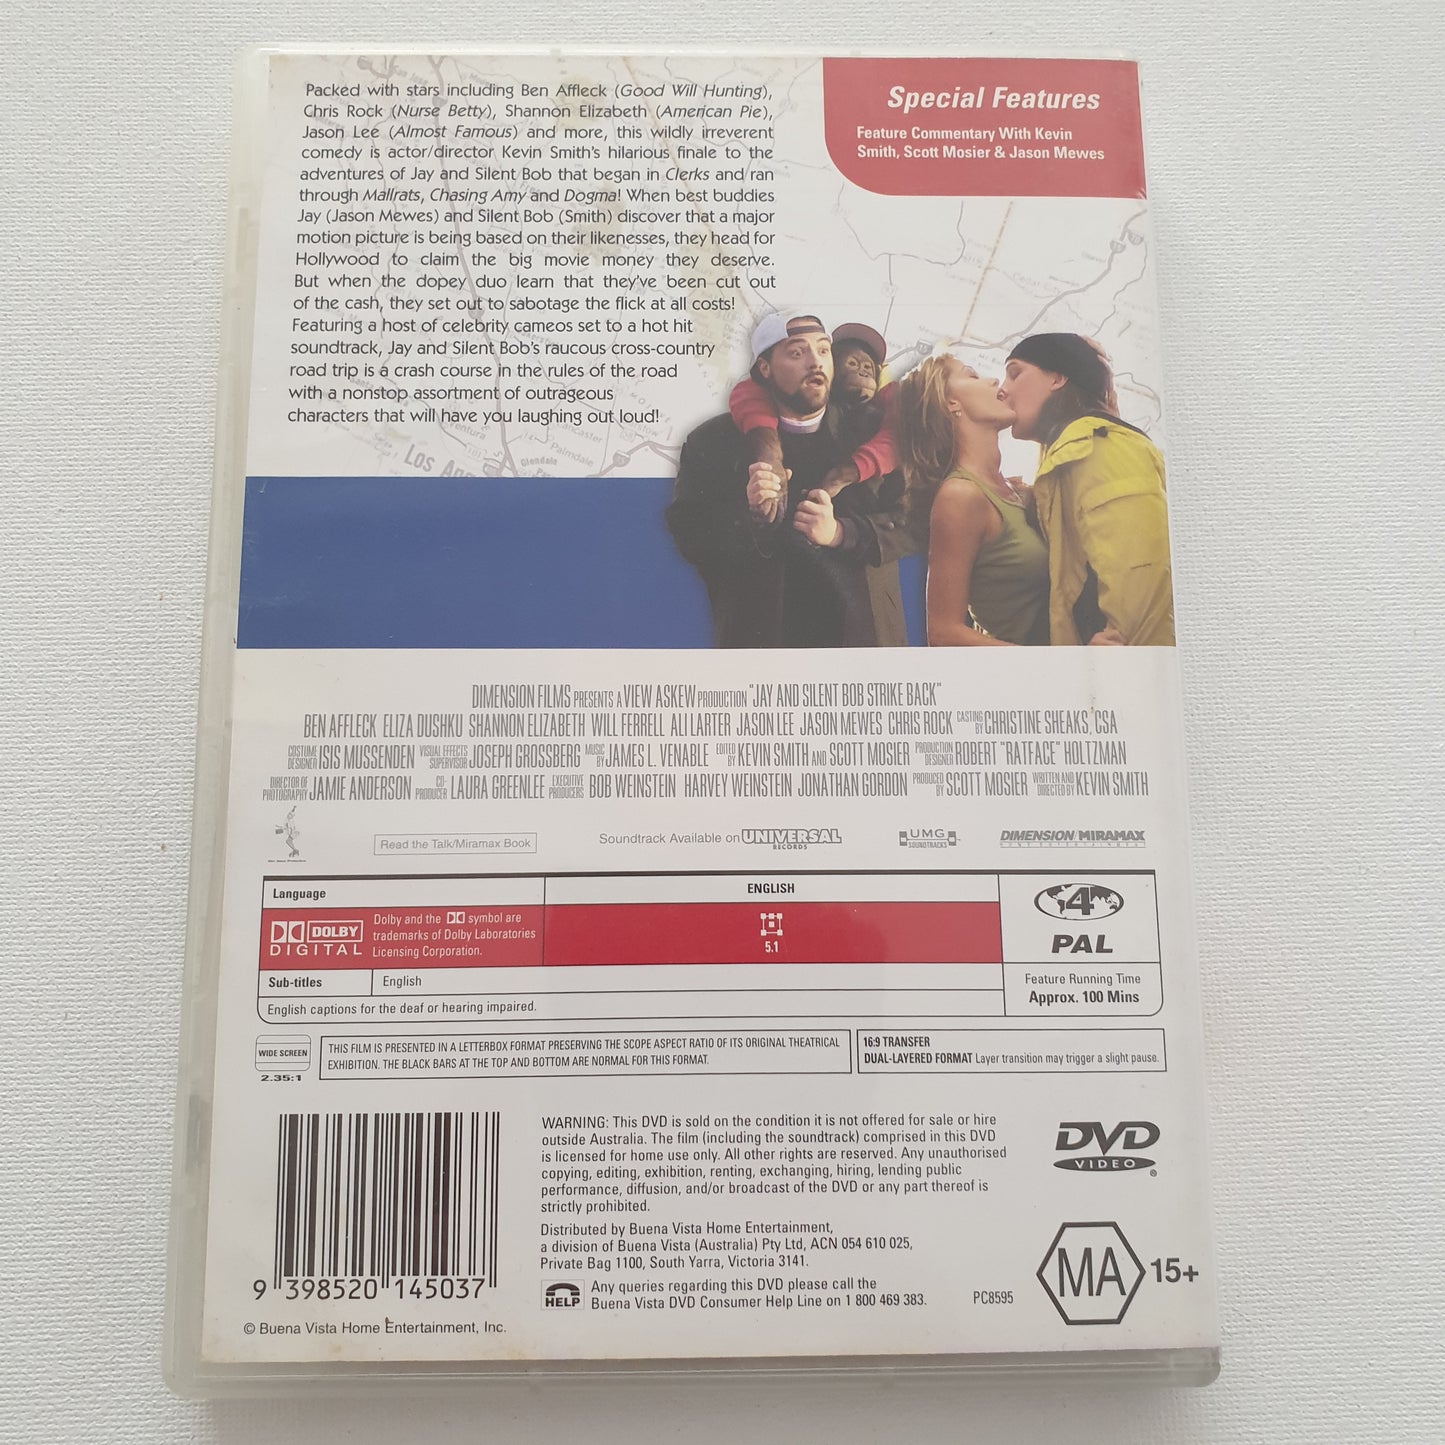 Packed with stars including Ben Affleck (Good Will Hunting),
Chris Rock (Nurse Betty), Shannon Elizabeth (American Pie),
Jason Lee (Almost Famous) and more, this wildly irreverent
comedy is actor/director Kevin Smith's hilarious finale to the
adventures of Jay and Silent Bob that began in Clerks and ran
through Mallrats, Chasing Amy and Dogma! When best buddies
Jay (Jason Mewes) and Silent Bob (Smith) discover that a major
motion picture is being based on their likenesses, they head for
Hollywood to claim the big movie money they deserve.
But when the dopey duo learn that they've been cut out
of the cash, they set out to sabotage the flick at all costs!
Featuring a host of celebrity cameos set to a hot hit
soundtrack, Jay and Silent Bob's raucous cross-country
road trip is a crash course in the rules of the road
with a nonstop assortment of outrageous
characters that will have you laughing out loud!
Special Features
Feature Commentary With Kevin
Smith, Scott Mosier & Jason Mewes
Ventura
Lancaster
Palmdale
Glendale
Los Ang
DIMENSION FILMS PRESENTS A VIEW ASKEW PRODUCTION "JAY AND SILENT BOB STRIKE BACK"
BEN AFFLECK ELIZA DUSHKU SHANNON ELIZABETH WILL FERRELL ALI LARTER JASON LEE JASON MEWES CHRIS ROCK CASTING BY CHRISTINE SHEAKS, CSA
COSTUME DESIGNER ISIS MUSSENDEN VISUAL EFFECTS SUPERVISOR JOSEPH GROSSBERG MUSIC BY JAMES L. VENABLE EDITED BY KEVIN SMITH AND SCOTT MOSIER PRODUCTION DESIGNER ROBERT "RATFACE" HOLTZMAN
DIRECTOR OF PHOTOGRAPHY JAMIE ANDERSON CO-PRODUCER LAURA GREENLEE EXECUTIVE PRODUCERS BOB WEINSTEIN HARVEY WEINSTEIN JONATHAN GORDON PRODUCED BY SCOTT MOSIER WRITTEN AND DIRECTED BY KEVIN SMITH
Read the Talk/Miramax Book
Soundtrack Available on UNIVERSAL RECORDS
UMG SOUNDTRACKS
DIMENSION/MIRAMAX
HOME ENTERTAINMENT
Language
ENGLISH
DOLBY
DIGITAL
Dolby and the symbol are
trademarks of Dolby Laboratories
Licensing Corporation.
5.1
Sub-titles
English
English captions for the deaf or hearing impaired.
4
PAL
Feature Running Time
Approx. 100 Mins
WIDE SCREEN
2.35:1
THIS FILM IS PRESENTED IN A LETTERBOX FORMAT PRESERVING THE SCOPE ASPECT RATIO OF ITS ORIGINAL THEATRICAL
EXHIBITION. THE BLACK BARS AT THE TOP AND BOTTOM ARE NORMAL FOR THIS FORMAT.
16:9 TRANSFER
DUAL-LAYERED FORMAT Layer transition may trigger a slight pause.
WARNING: This DVD is sold on the condition it is not offered for sale or hire
outside Australia. The film (including the soundtrack) comprised in this DVD
is licensed for home use only. All other rights are reserved. Any unauthorised
copying, editing, exhibition, renting, exchanging, hiring, lending public
performance, diffusion, and/or broadcast of the DVD or any part thereof is
strictly prohibited.
Distributed by Buena Vista Home Entertainment,
a division of Buena Vista (Australia) Pty Ltd, ACN 054 610 025,
Private Bag 1100, South Yarra, Victoria 3141.
HELP
Any queries regarding this DVD please call the
Buena Vista DVD Consumer Help Line on 1 800 469 383.
PC8595
DVD
VIDEO
®
MA 15+
9 398520 145037
© Buena Vista Home Entertainment, Inc.